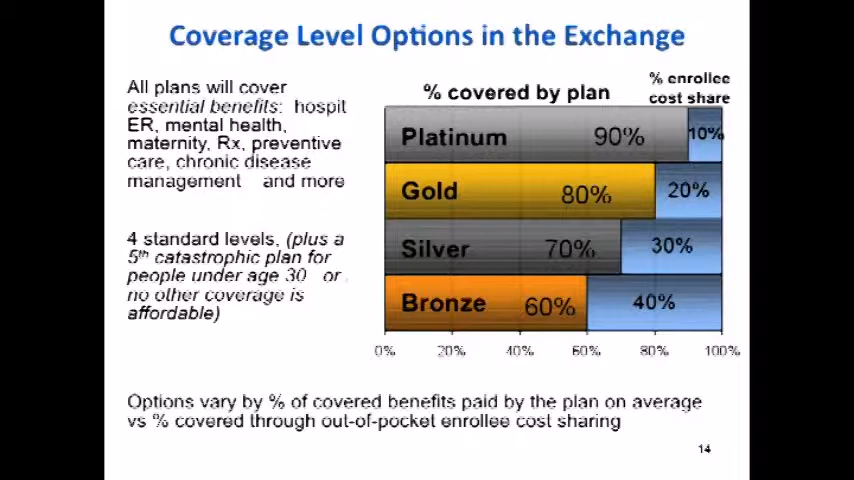 Coverage Level Options in the Exchange
All plans will cover
essential benefits: hospit
ER, mental health,
maternity, Rx, preventive
care, chronic disease
management and more
4 standard levels, (plus a
5th catastrophic plan for
people under age 30 or
no other coverage is
affordable)
% covered by plan
% enrollee
cost share
Platinum 90% 10%
Gold 80% 20%
Silver 70% 30%
Bronze 60% 40%
0% 20% 40% 60% 80% 100%
Options vary by % of covered benefits paid by the plan on average
vs % covered through out-of-pocket enrollee cost sharing
14